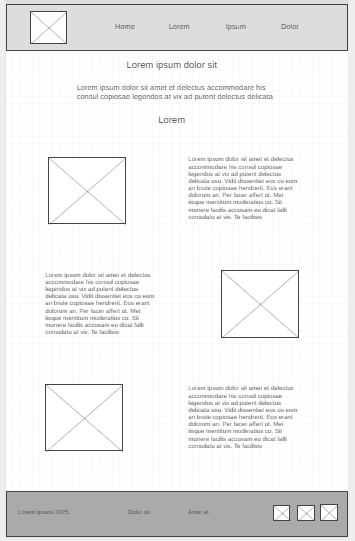 Home Lorem Ipsum Dolor
Lorem ipsum dolor sit
Lorem ipsum dolor sit amet et delectus accommodare his
consul copiosae legendos at vix ad putent delectus delicata
Lorem
Lorem ipsum dolor sit amet et delectus
accommodare his consul copiosae
legendos at vix ad putent delectus
delicata usu. Vidit dissentiet eos cu eum
an brute copiosae hendrerit. Eos erant
dolorum an. Per facer affert ut. Mei
iisque mentitum moderatius cu. Sit
munere facilis accusam eu dicat falli
consulatu at vis. Te facilisis
Lorem ipsum dolor sit amet et delectus
accommodare his consul copiosae
legendos at vix ad putent delectus
delicata usu. Vidit dissentiet eos cu eum
an brute copiosae hendrerit. Eos erant
dolorum an. Per facer affert ut. Mei
iisque mentitum moderatius cu. Sit
munere facilis accusam eu dicat falli
consulatu at vis. Te facilisis
Lorem ipsum dolor sit amet et delectus
accommodare his consul copiosae
legendos at vix ad putent delectus
delicata usu. Vidit dissentiet eos cu eum
an brute copiosae hendrerit. Eos erant
dolorum an. Per facer affert ut. Mei
iisque mentitum moderatius cu. Sit
munere facilis accusam eu dicat falli
consulatu at vis. Te facilisis
Lorem ipsum 2025 Dolor sit Amet et